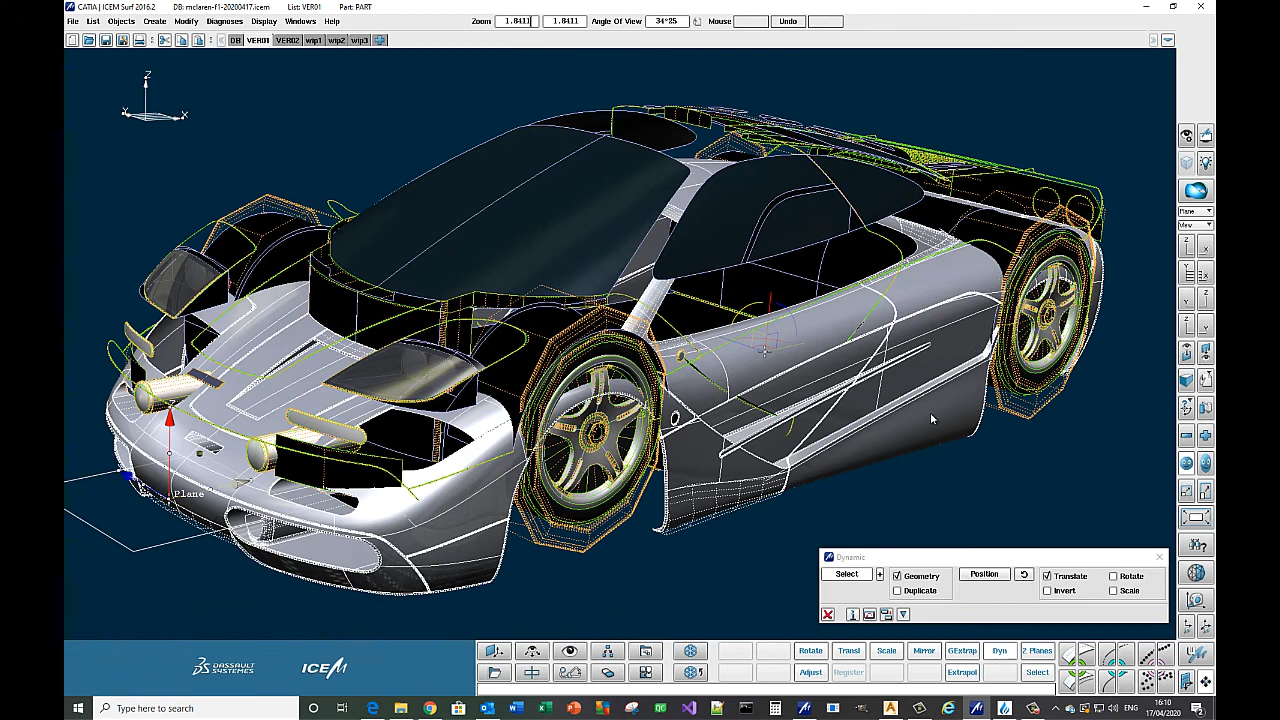 CATIA | ICEM Surf 2016.2 mclaren-f1-20200417.icem List: VER01 Part: PART
File Edit List Objects Create Modify Diagnoses Display Windows Help Zoom 1.8411 1.8411 Angle Of View 34*25 Mouse Undo
DB VER01 VER02 wip1 wip2 wip3
Z
Y X
Plane
View
Plane
Dynamic
Select Geometry Position Translate Rotate
Duplicate Invert Scale
DASSAULT SYSTEMES ICEM
Rotate Transl Scale Mirror GExtrap Dyn 2 Planes
Adjust Register Extrapol Select
Type here to search
ENG
16:10
17/04/2020